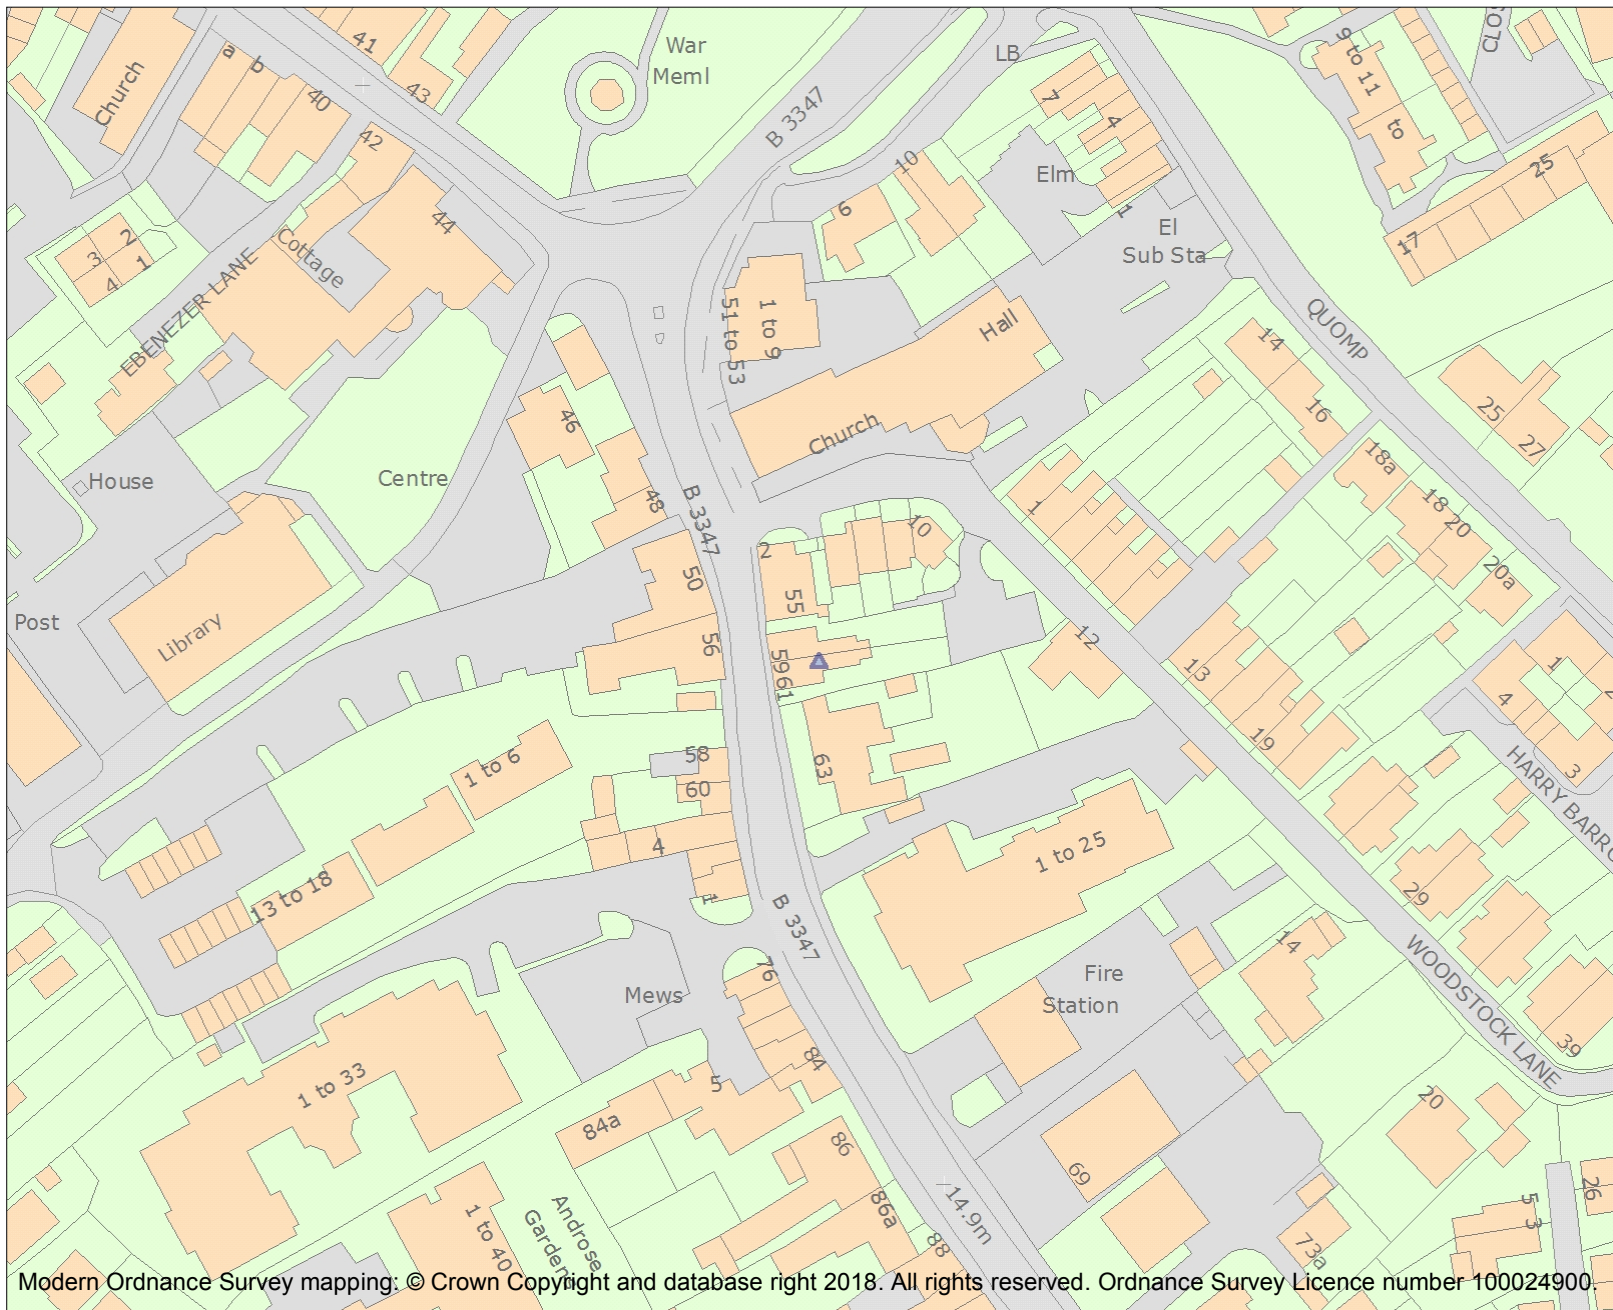 Church
a
b
40
41
43
42
44
War
Meml
B 3347
LB
7
4
Elm
1
El
Sub Sta
10
6
9 to 11
to
CLOS
25
17
QUOMP
3
2
4
1
EBENEZER LANE
Cottage
51 to 53
1 to 9
Hall
Church
14
16
25
27
46
48
House
Centre
B 3347
1
10
2
18a
18
20
20a
50
55
56
5961
12
13
19
Post
Library
1
4
2
3
HARRY BARRO
1 to 6
58
60
63
4
1 to 25
13 to 18
1
B 3347
29
14
WOODSTOCK LANE
39
Fire
Station
76
Mews
84
5
84a
1 to 33
86
86a
88
69
20
14.9m
26
5
3
73a
Androse
Gardens
1 to 40
Modern Ordnance Survey mapping: © Crown Copyright and database right 2018. All rights reserved. Ordnance Survey Licence number 100024900.